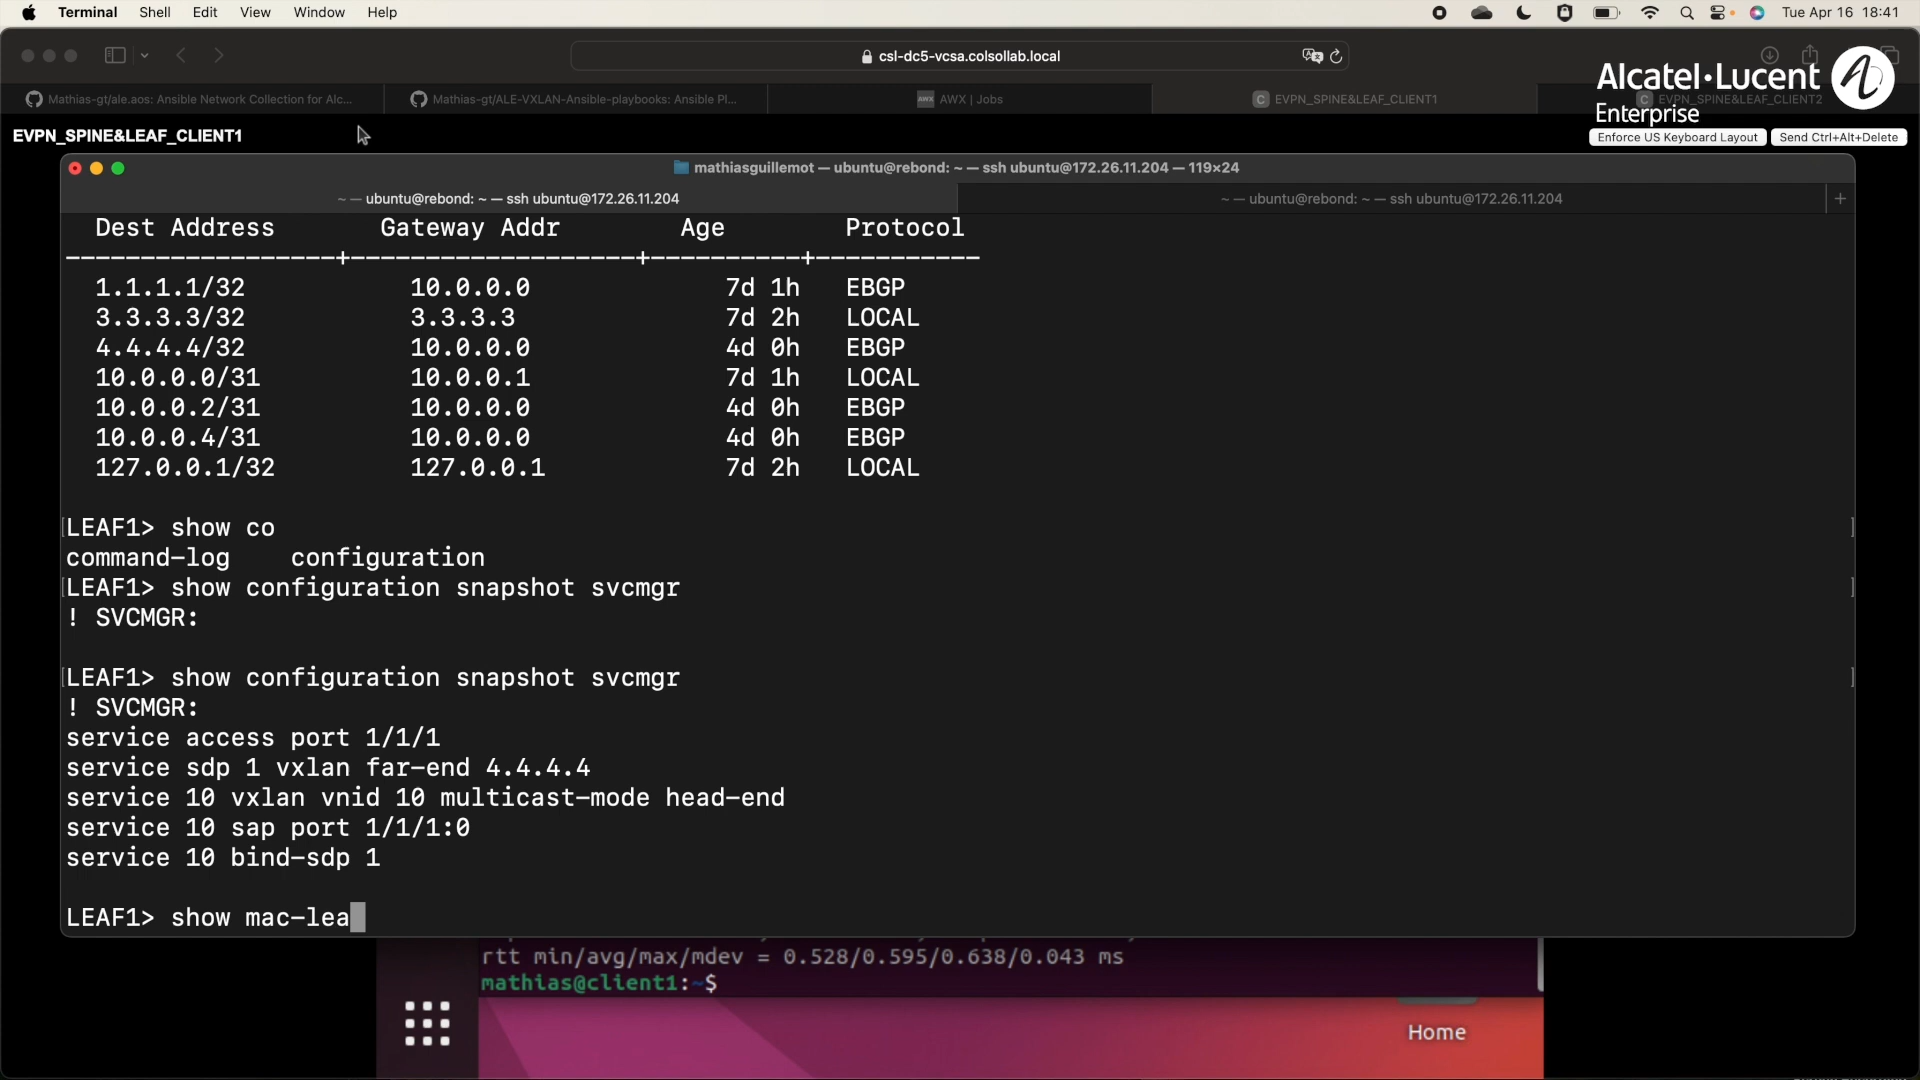 Terminal Shell Edit View Window Help Tue Apr 16 18:41
csl-dc5-vcsa.colsollab.local
Mathias-gt/ale.aos: Ansible Network Collection for Alc... Mathias-gt/ALE-VXLAN-Ansible-playbooks: Ansible Pl... AWX AWX | Jobs C EVPN_SPINE&LEAF_CLIENT1 C EVPN_SPINE&LEAF_CLIENT2
Alcatel·Lucent
Enterprise
EVPN_SPINE&LEAF_CLIENT1 Enforce US Keyboard Layout Send Ctrl+Alt+Delete
mathiasguillemot — ubuntu@rebond: ~ — ssh ubuntu@172.26.11.204 — 119×24
~ — ubuntu@rebond: ~ — ssh ubuntu@172.26.11.204 ~ — ubuntu@rebond: ~ — ssh ubuntu@172.26.11.204 +
Dest Address Gateway Addr Age Protocol
------------------+--------------------+----------+-----------
1.1.1.1/32 10.0.0.0 7d 1h EBGP
3.3.3.3/32 3.3.3.3 7d 2h LOCAL
4.4.4.4/32 10.0.0.0 4d 0h EBGP
10.0.0.0/31 10.0.0.1 7d 1h LOCAL
10.0.0.2/31 10.0.0.0 4d 0h EBGP
10.0.0.4/31 10.0.0.0 4d 0h EBGP
127.0.0.1/32 127.0.0.1 7d 2h LOCAL
[LEAF1> show co ]
command-log configuration
[LEAF1> show configuration snapshot svcmgr ]
! SVCMGR:
[LEAF1> show configuration snapshot svcmgr ]
! SVCMGR:
service access port 1/1/1
service sdp 1 vxlan far-end 4.4.4.4
service 10 vxlan vnid 10 multicast-mode head-end
service 10 sap port 1/1/1:0
service 10 bind-sdp 1
LEAF1> show mac-lea
rtt min/avg/max/mdev = 0.528/0.595/0.638/0.043 ms
mathias@client1:~$
Home